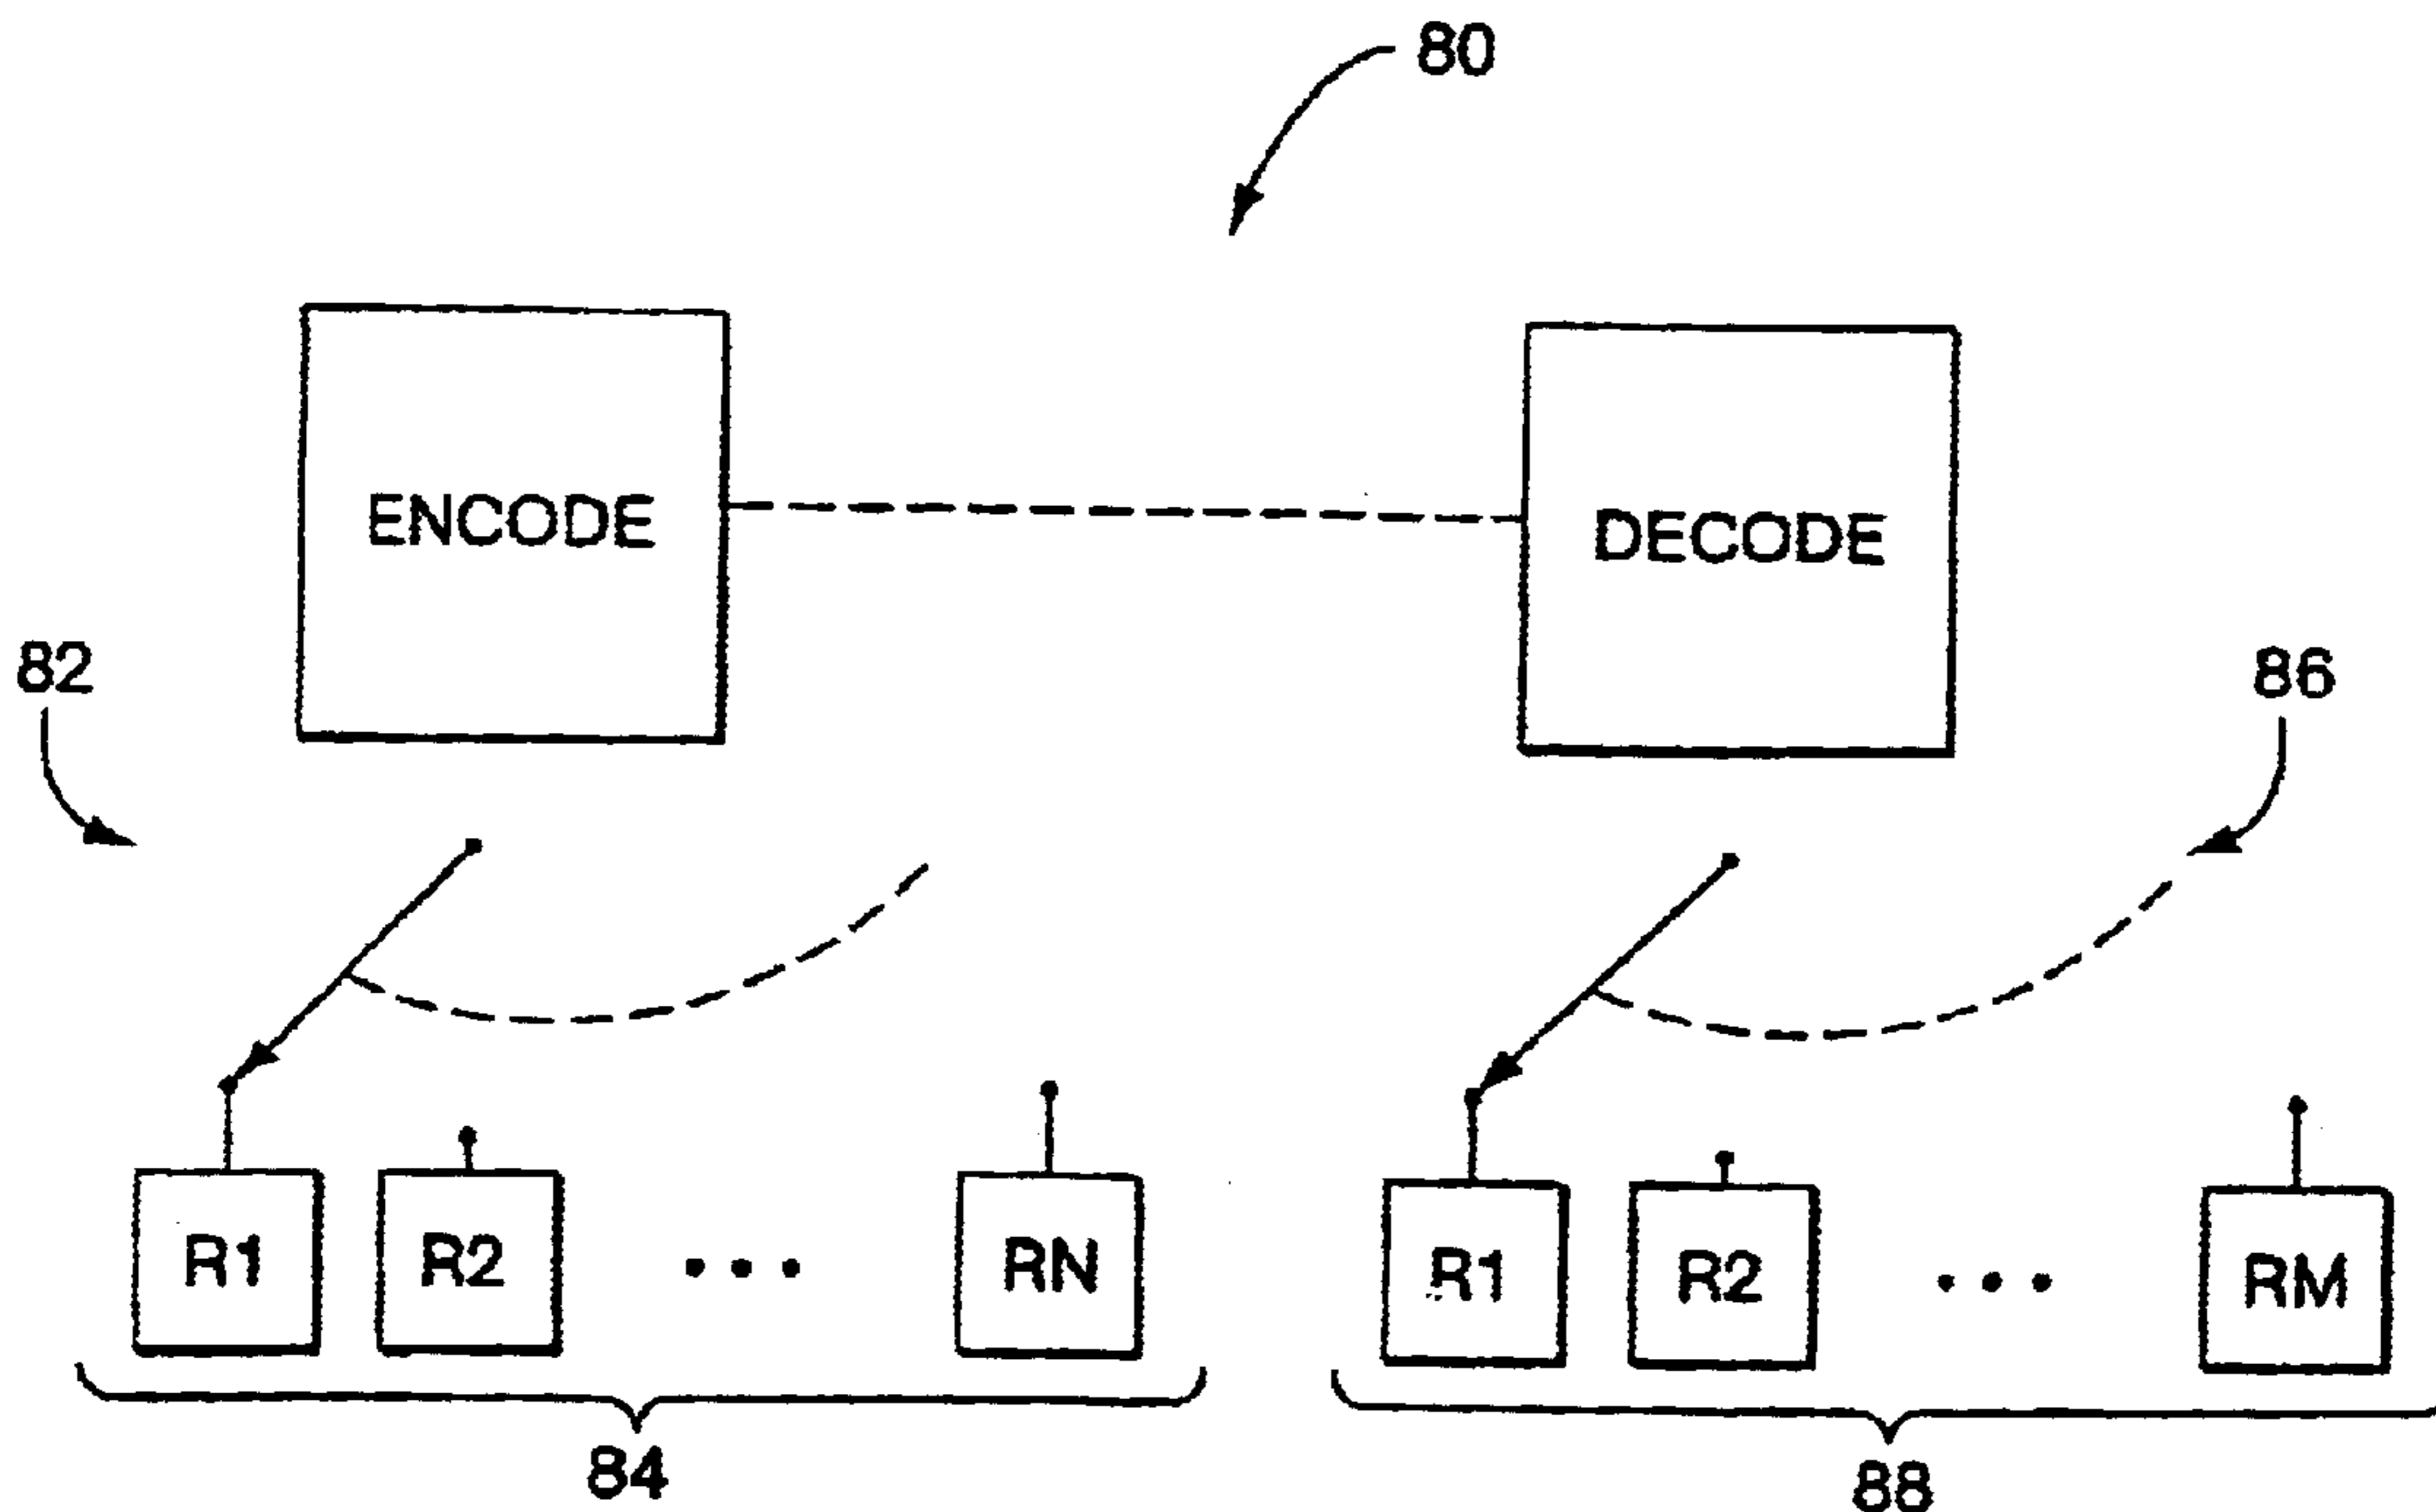 80
ENCODE
DECODE
82
86
R1 R2 ... RN
R1 R2 ... RM
84
88